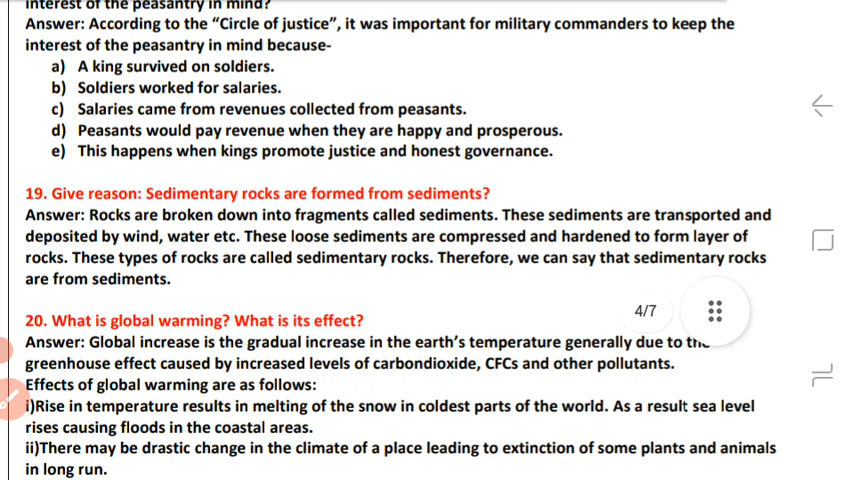 interest of the peasantry in mind?
Answer: According to the “Circle of justice”, it was important for military commanders to keep the
interest of the peasantry in mind because-
a) A king survived on soldiers.
b) Soldiers worked for salaries.
c) Salaries came from revenues collected from peasants.
d) Peasants would pay revenue when they are happy and prosperous.
e) This happens when kings promote justice and honest governance.
19. Give reason: Sedimentary rocks are formed from sediments?
Answer: Rocks are broken down into fragments called sediments. These sediments are transported and
deposited by wind, water etc. These loose sediments are compressed and hardened to form layer of
rocks. These types of rocks are called sedimentary rocks. Therefore, we can say that sedimentary rocks
are from sediments.
4/7
20. What is global warming? What is its effect?
Answer: Global increase is the gradual increase in the earth’s temperature generally due to the
greenhouse effect caused by increased levels of carbondioxide, CFCs and other pollutants.
Effects of global warming are as follows:
i)Rise in temperature results in melting of the snow in coldest parts of the world. As a result sea level
rises causing floods in the coastal areas.
ii)There may be drastic change in the climate of a place leading to extinction of some plants and animals
in long run.